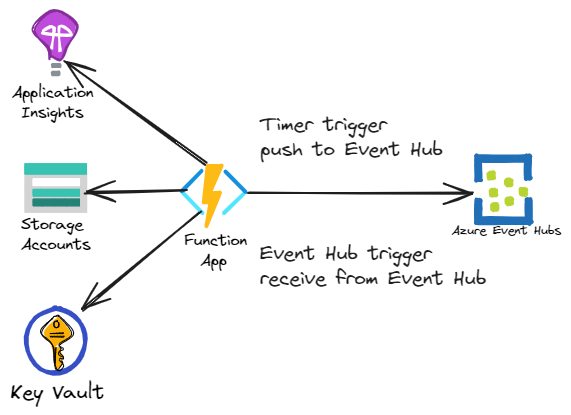 Application
Insights
Timer trigger
push to Event Hub
Storage
Accounts
Function
App
Azure Event Hubs
Event Hub trigger
receive from Event Hub
Key Vault